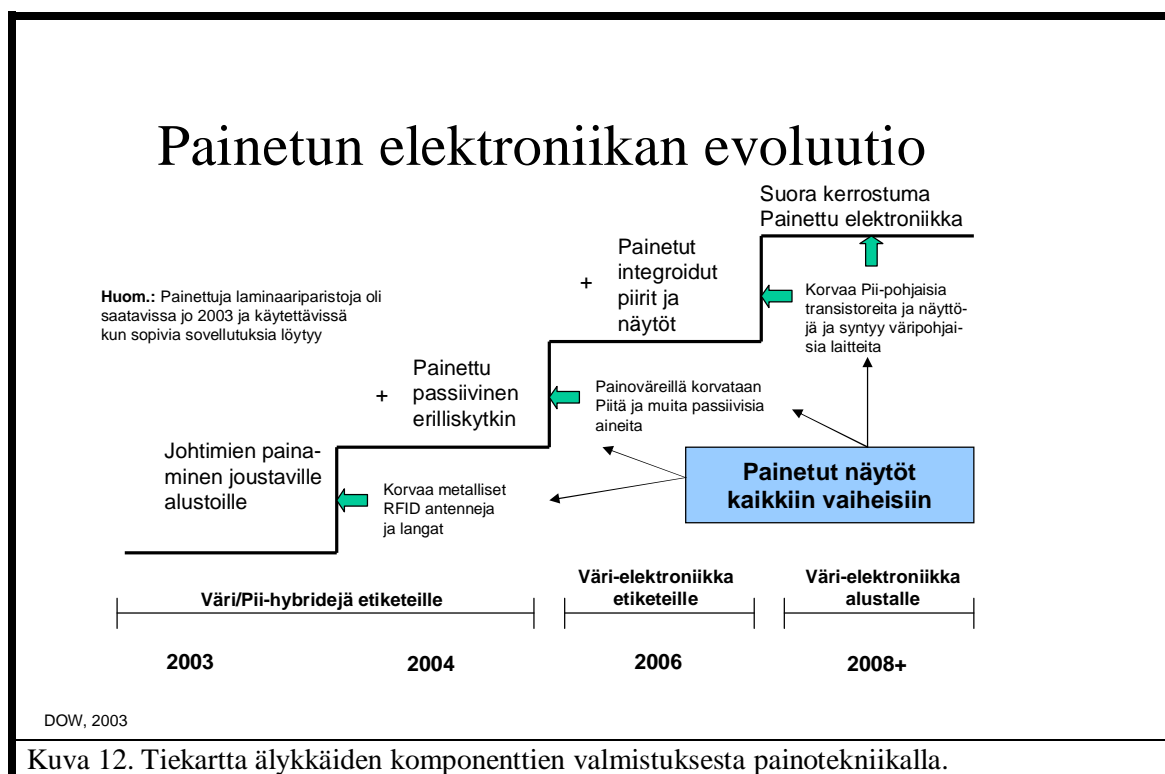 Painetun elektroniikan evoluutio
Suora kerrostuma
Painettu elektroniikka
+
Painetut
integroidut
piirit ja
näytöt
Korvaa Pii-pohjaisia
transistoreita ja näyttö-
jä ja syntyy väripohjai-
sia laitteita
Huom.: Painettuja laminaariparistoja oli
saatavissa jo 2003 ja käytettävissä
kun sopivia sovellutuksia löytyy
+
Painettu
passiivinen
erilliskytkin
Painoväreillä korvataan
Piitä ja muita passiivisia
aineita
Johtimien paina-
minen joustaville
alustoille
Korvaa metalliset
RFID antenneja
ja langat
Painetut näytöt
kaikkiin vaiheisiin
Väri/Pii-hybridejä etiketeille
Väri-elektroniikka
etiketeille
Väri-elektroniikka
alustalle
2003
2004
2006
2008+
DOW, 2003
Kuva 12. Tiekartta älykkäiden komponenttien valmistuksesta painotekniikalla.